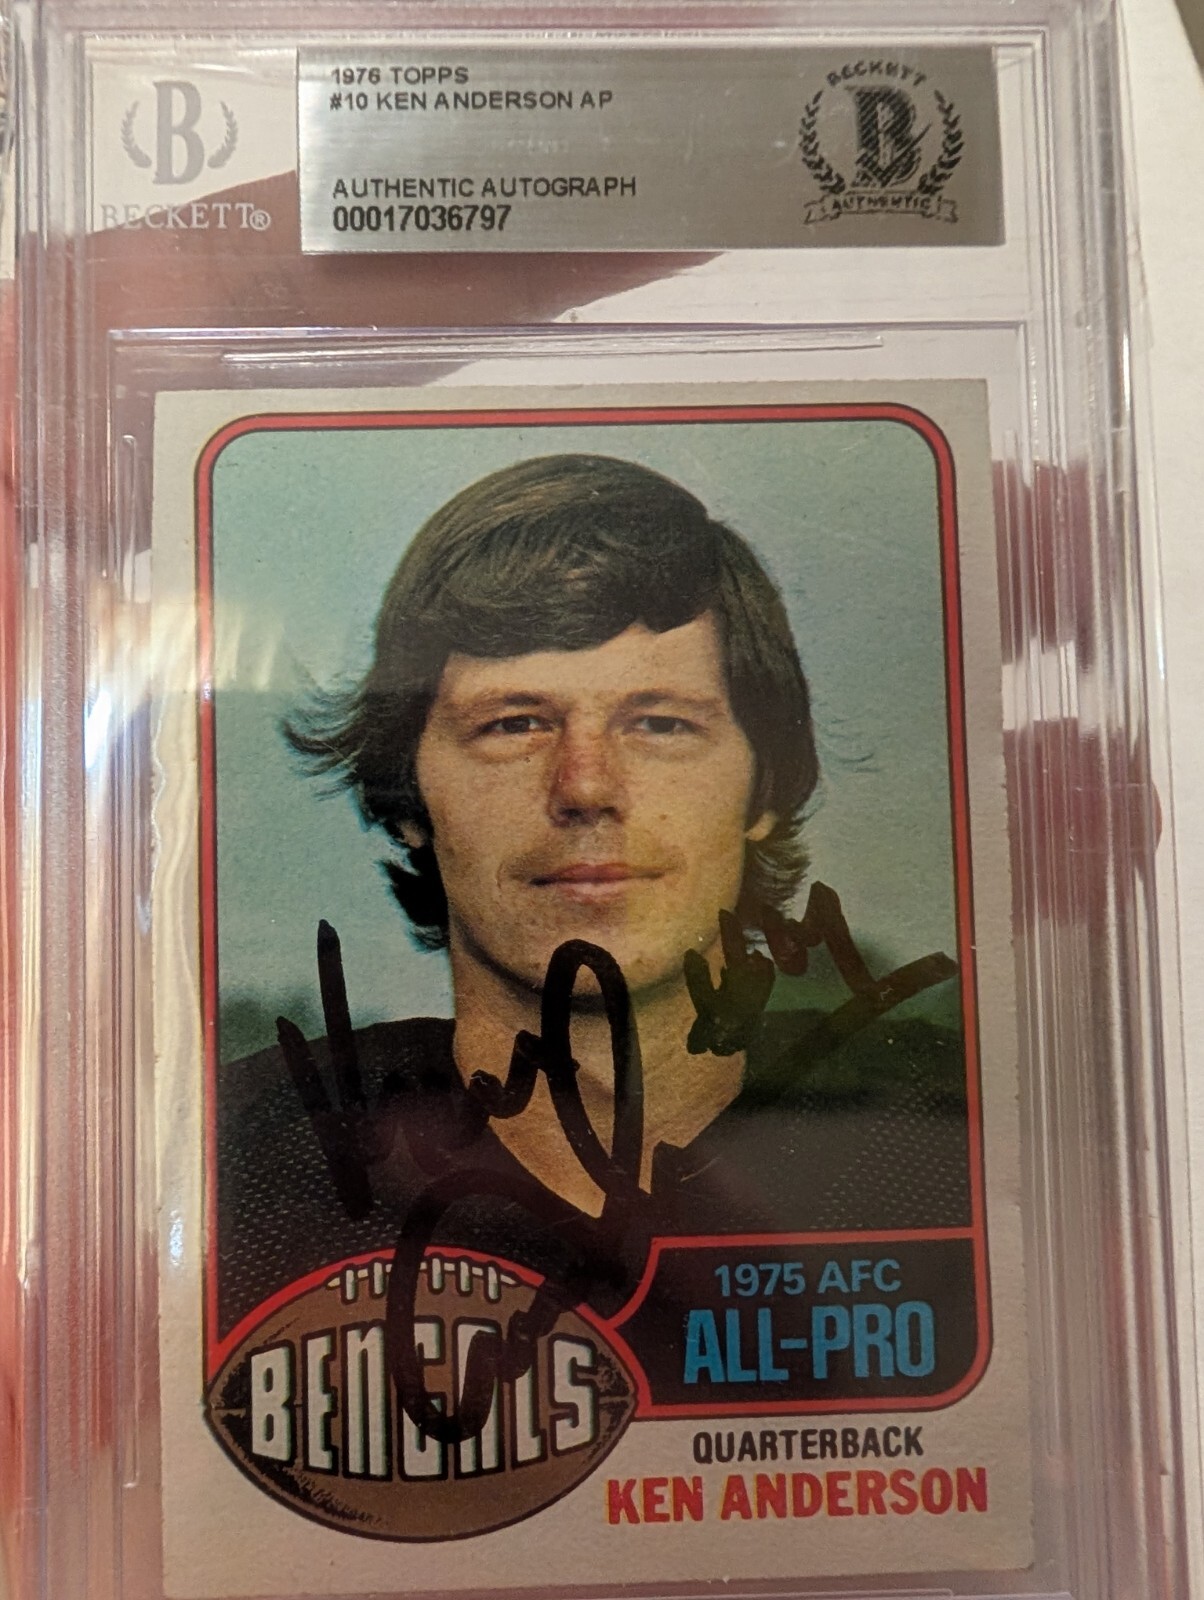 1976 TOPPS
#10 KEN ANDERSON AP
AUTHENTIC AUTOGRAPH
00017036797
B
BECKETT®
BECKETT
B
AUTHENTIC
1975 AFC
ALL-PRO
BENGALS
QUARTERBACK
KEN ANDERSON